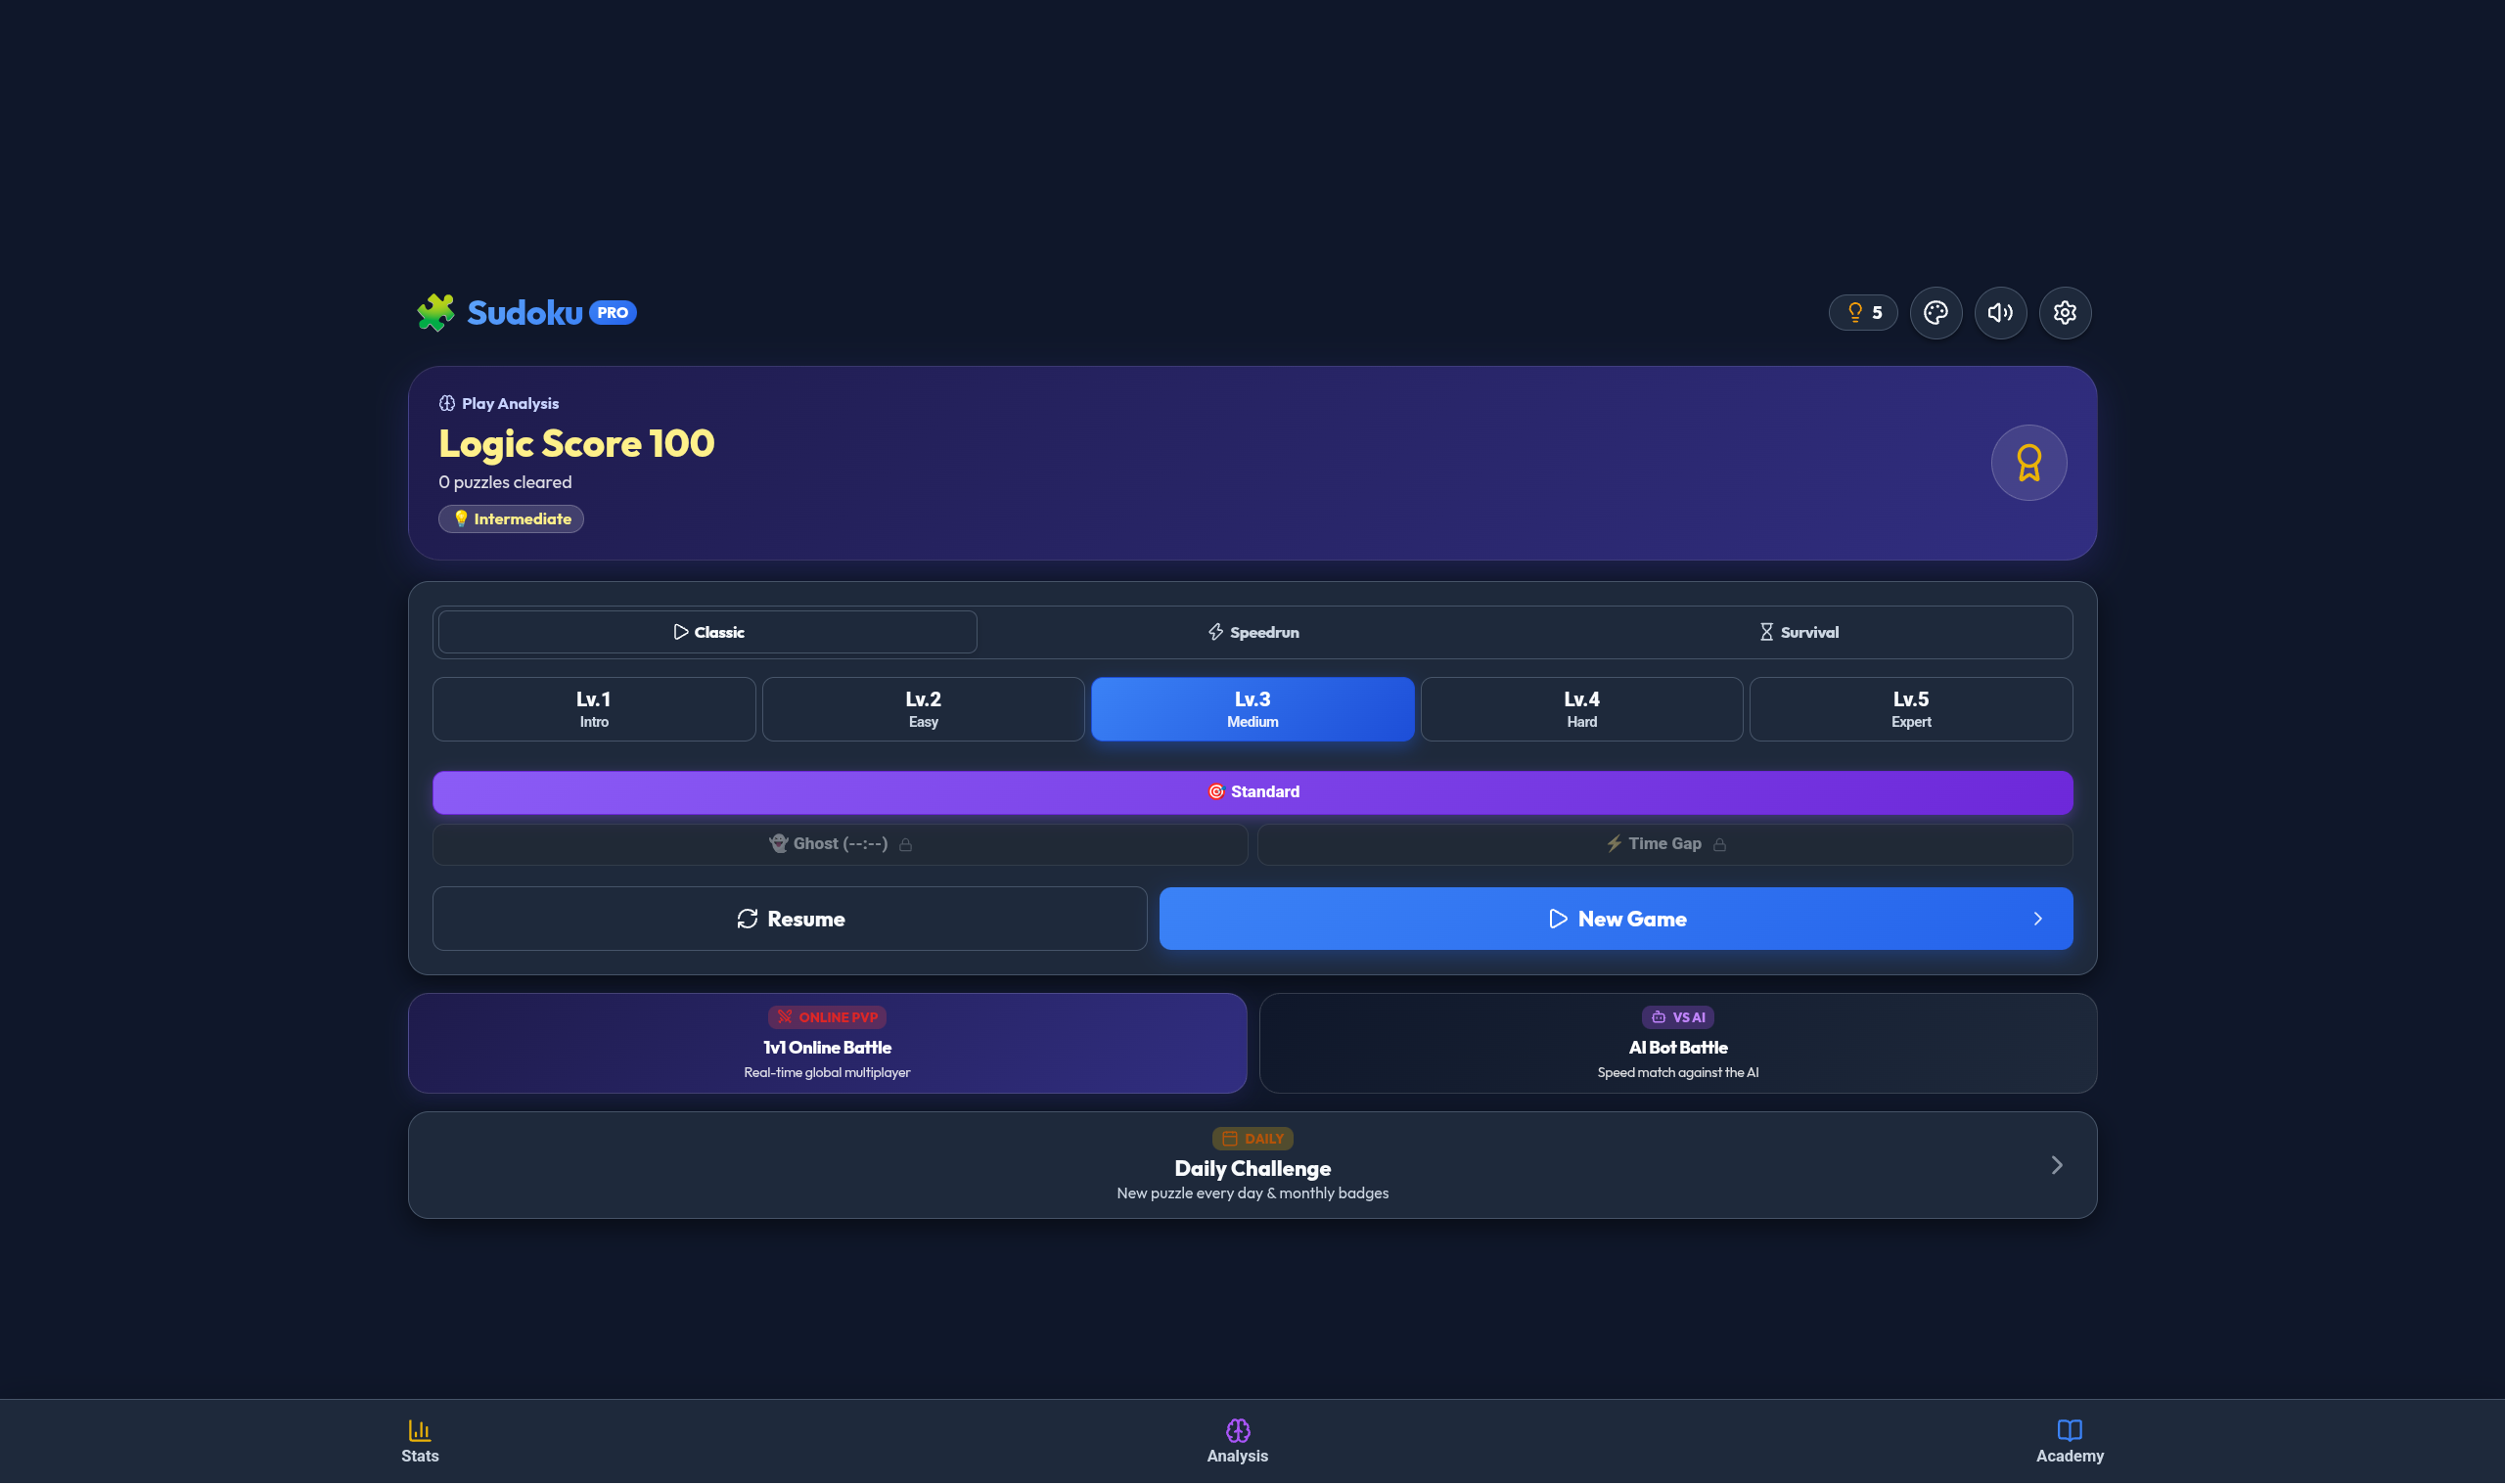 Sudoku PRO
5
Play Analysis
Logic Score 100
0 puzzles cleared
Intermediate
Classic
Speedrun
Survival
Lv.1
Intro
Lv.2
Easy
Lv.3
Medium
Lv.4
Hard
Lv.5
Expert
Standard
Ghost (--:--)
Time Gap
Resume
New Game
ONLINE PVP
1v1 Online Battle
Real-time global multiplayer
VS AI
AI Bot Battle
Speed match against the AI
DAILY
Daily Challenge
New puzzle every day & monthly badges
Stats
Analysis
Academy